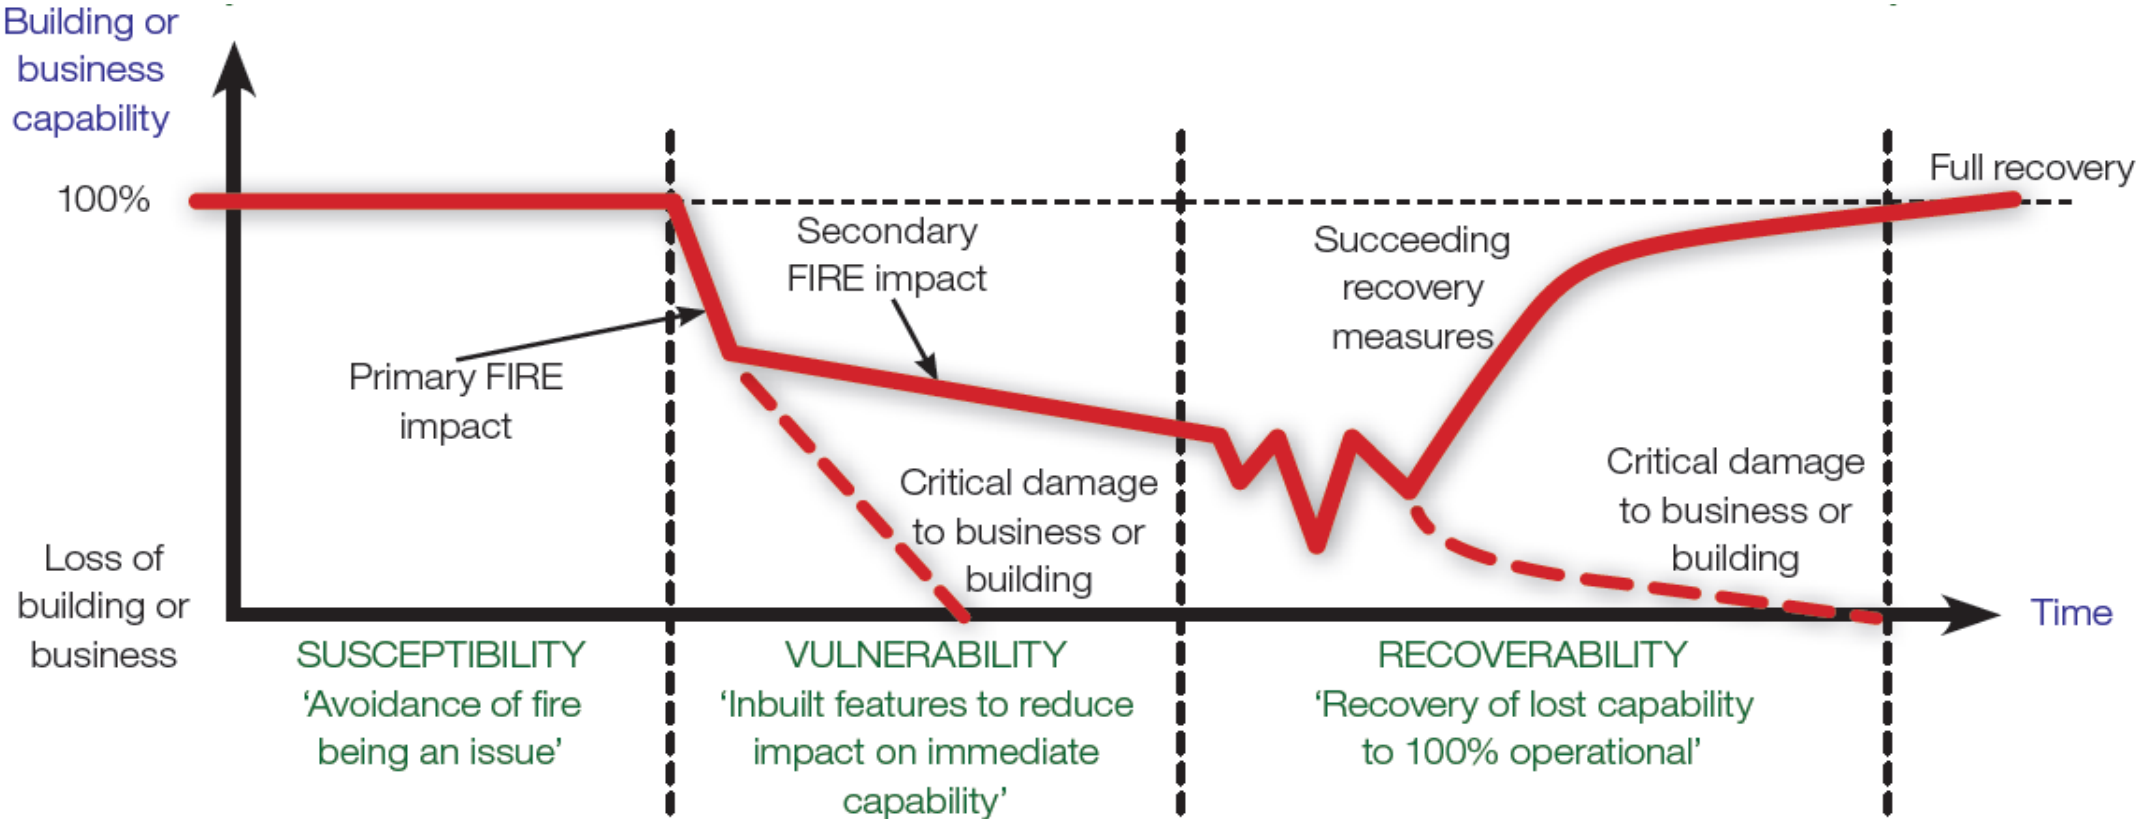 Building or
business
capability
100%
Full recovery
Secondary
FIRE impact
Succeeding
recovery
measures
Primary FIRE
impact
Critical damage
to business or
building
Critical damage
to business or
building
Loss of
building or
business
Time
SUSCEPTIBILITY
‘Avoidance of fire
being an issue’
VULNERABILITY
‘Inbuilt features to reduce
impact on immediate
capability’
RECOVERABILITY
‘Recovery of lost capability
to 100% operational’